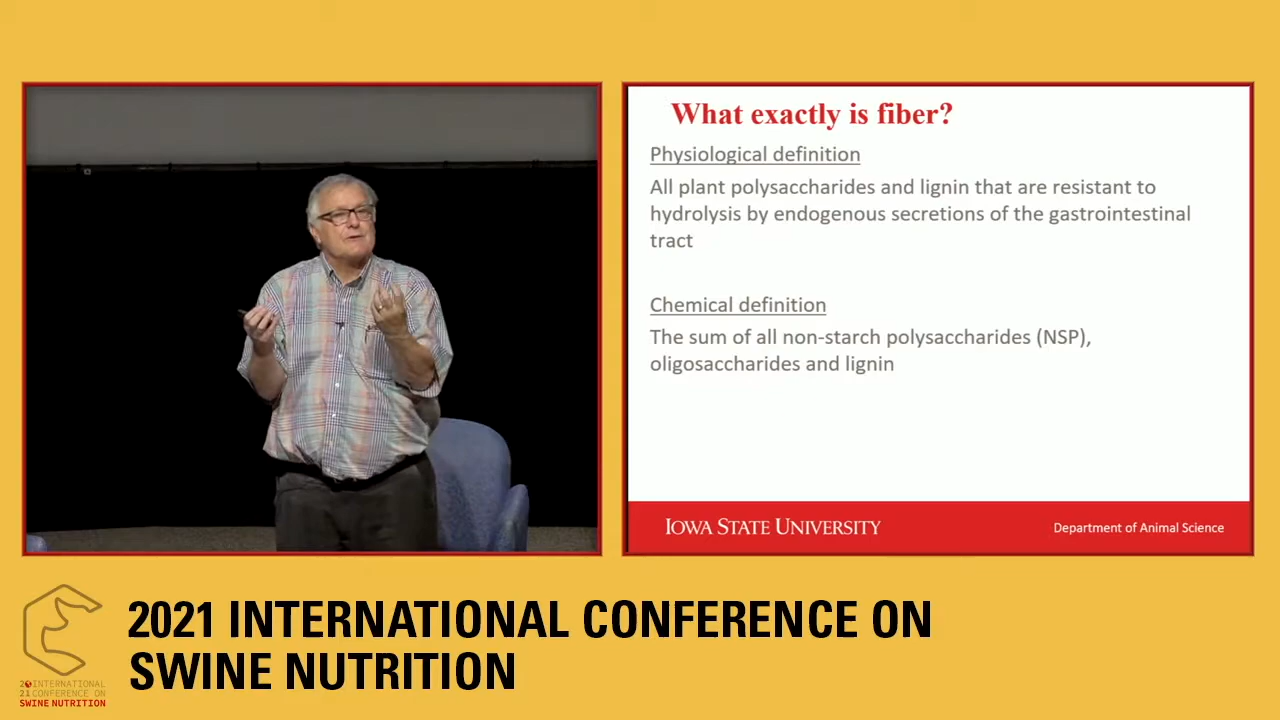 What exactly is fiber?
Physiological definition
All plant polysaccharides and lignin that are resistant to
hydrolysis by endogenous secretions of the gastrointestinal
tract
Chemical definition
The sum of all non-starch polysaccharides (NSP),
oligosaccharides and lignin
IOWA STATE UNIVERSITY
Department of Animal Science
2021 INTERNATIONAL CONFERENCE ON
SWINE NUTRITION
20 INTERNATIONAL
21 CONFERENCE ON
SWINE NUTRITION